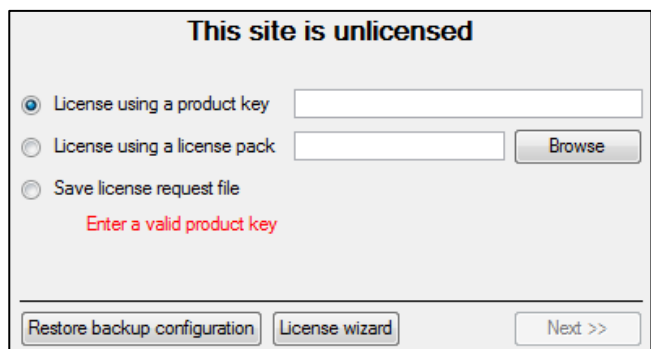 This site is unlicensed
License using a product key
License using a license pack Browse
Save license request file
Enter a valid product key
Restore backup configuration License wizard Next >>